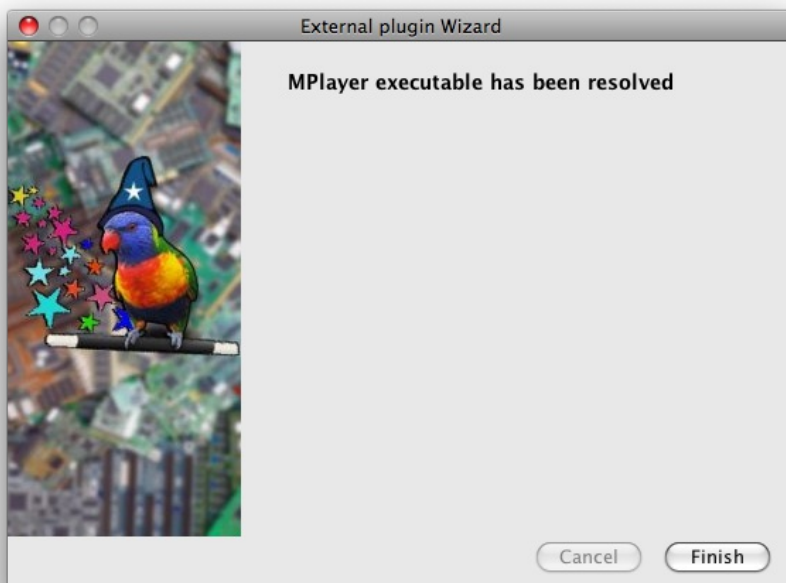 External plugin Wizard
MPlayer executable has been resolved
Cancel
Finish